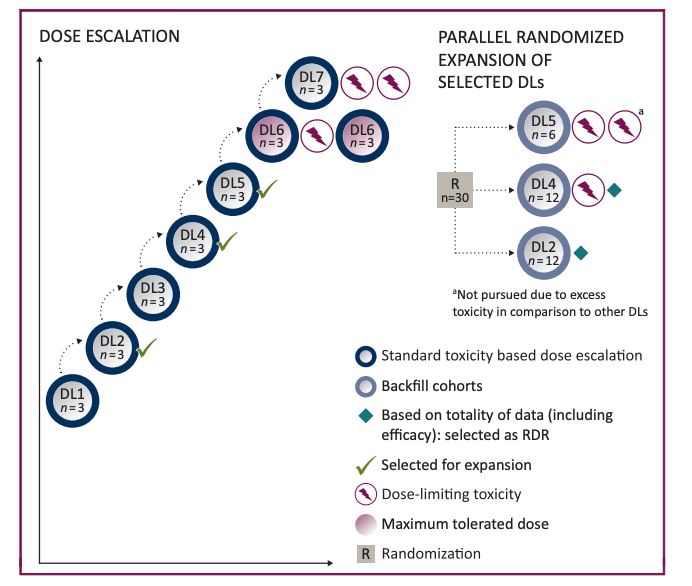 DOSE ESCALATION
DL7
n=3
DL6
n=3
DL6
n=3
DL5
n=3
DL4
n=3
DL3
n=3
DL2
n=3
DL1
n=3
PARALLEL RANDOMIZED
EXPANSION OF
SELECTED DLs
R
n=30
DL5
n=6
a
DL4
n=12
DL2
n=12
aNot pursued due to excess
toxicity in comparison to other DLs
Standard toxicity based dose escalation
Backfill cohorts
Based on totality of data (including
efficacy): selected as RDR
Selected for expansion
Dose-limiting toxicity
Maximum tolerated dose
R Randomization